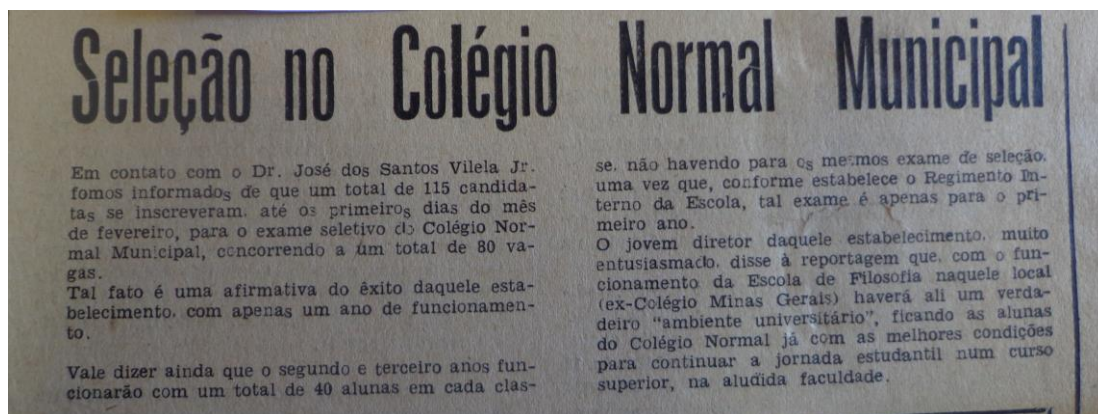 Seleção no Colégio Normal Municipal
Em contato com o Dr. José dos Santos Vilela Jr.
fomos informados de que um total de 115 candida-
tas se inscreveram, até os primeiros dias do mês
de fevereiro, para o exame seletivo do Colégio Nor-
mal Municipal, concorrendo a um total de 80 va-
gas.
Tal fato é uma afirmativa do êxito daquele esta-
belecimento, com apenas um ano de funcionamen-
to.
Vale dizer ainda que o segundo e terceiro anos fun-
cionarão com um total de 40 alunas em cada clas-
se, não havendo para os mesmos exame de seleção,
uma vez que, conforme estabelece o Regimento In-
terno da Escola, tal exame é apenas para o pri-
meiro ano.
O jovem diretor daquele estabelecimento, muito
entusiasmado, disse à reportagem que, com o fun-
cionamento da Escola de Filosofia naquele local
(ex-Colégio Minas Gerais) haverá ali um verda-
deiro "ambiente universitário", ficando as alunas
do Colégio Normal já com as melhores condições
para continuar a jornada estudantil num curso
superior, na aludida faculdade.